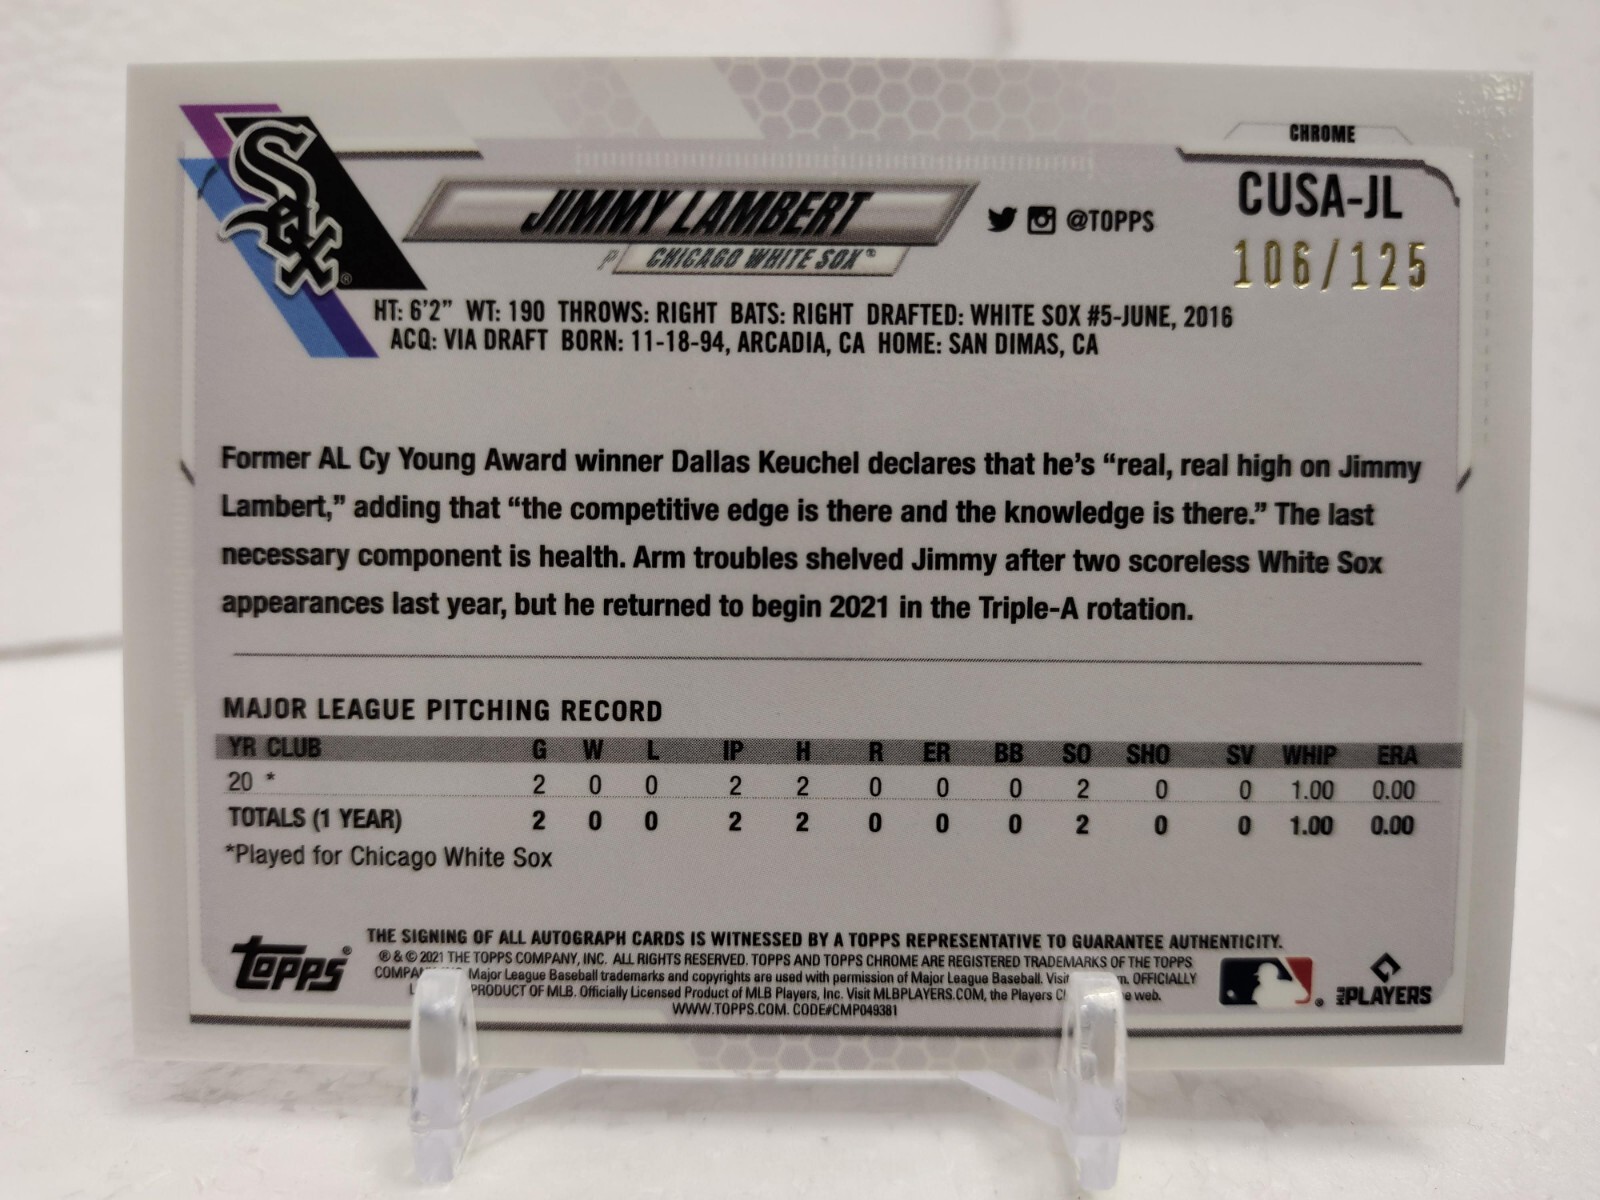 CHROME
Sox®
JIMMY LAMBERT
@TOPPS
CUSA-JL
P CHICAGO WHITE SOX®
106/125
HT: 6'2" WT: 190 THROWS: RIGHT BATS: RIGHT DRAFTED: WHITE SOX #5-JUNE, 2016
ACQ: VIA DRAFT BORN: 11-18-94, ARCADIA, CA HOME: SAN DIMAS, CA
Former AL Cy Young Award winner Dallas Keuchel declares that he's “real, real high on Jimmy
Lambert,” adding that “the competitive edge is there and the knowledge is there.” The last
necessary component is health. Arm troubles shelved Jimmy after two scoreless White Sox
appearances last year, but he returned to begin 2021 in the Triple-A rotation.
MAJOR LEAGUE PITCHING RECORD
YR CLUB G W L IP H R ER BB SO SHO SV WHIP ERA
20 * 2 0 0 2 2 0 0 0 2 0 0 1.00 0.00
TOTALS (1 YEAR) 2 0 0 2 2 0 0 0 2 0 0 1.00 0.00
*Played for Chicago White Sox
Topps®
THE SIGNING OF ALL AUTOGRAPH CARDS IS WITNESSED BY A TOPPS REPRESENTATIVE TO GUARANTEE AUTHENTICITY.
® & © 2021 THE TOPPS COMPANY, INC. ALL RIGHTS RESERVED. TOPPS AND TOPPS CHROME ARE REGISTERED TRADEMARKS OF THE TOPPS
INC. Major League Baseball trademarks and copyrights are used with permission of Major League Baseball. Visit OFFICIALLY
PRODUCT OF MLB. Officially Licensed Product of MLB Players, Inc. Visit MLBPLAYERS.COM, the Players web.
WWW.TOPPS.COM. CODE#CMP049381
MLB PLAYERS